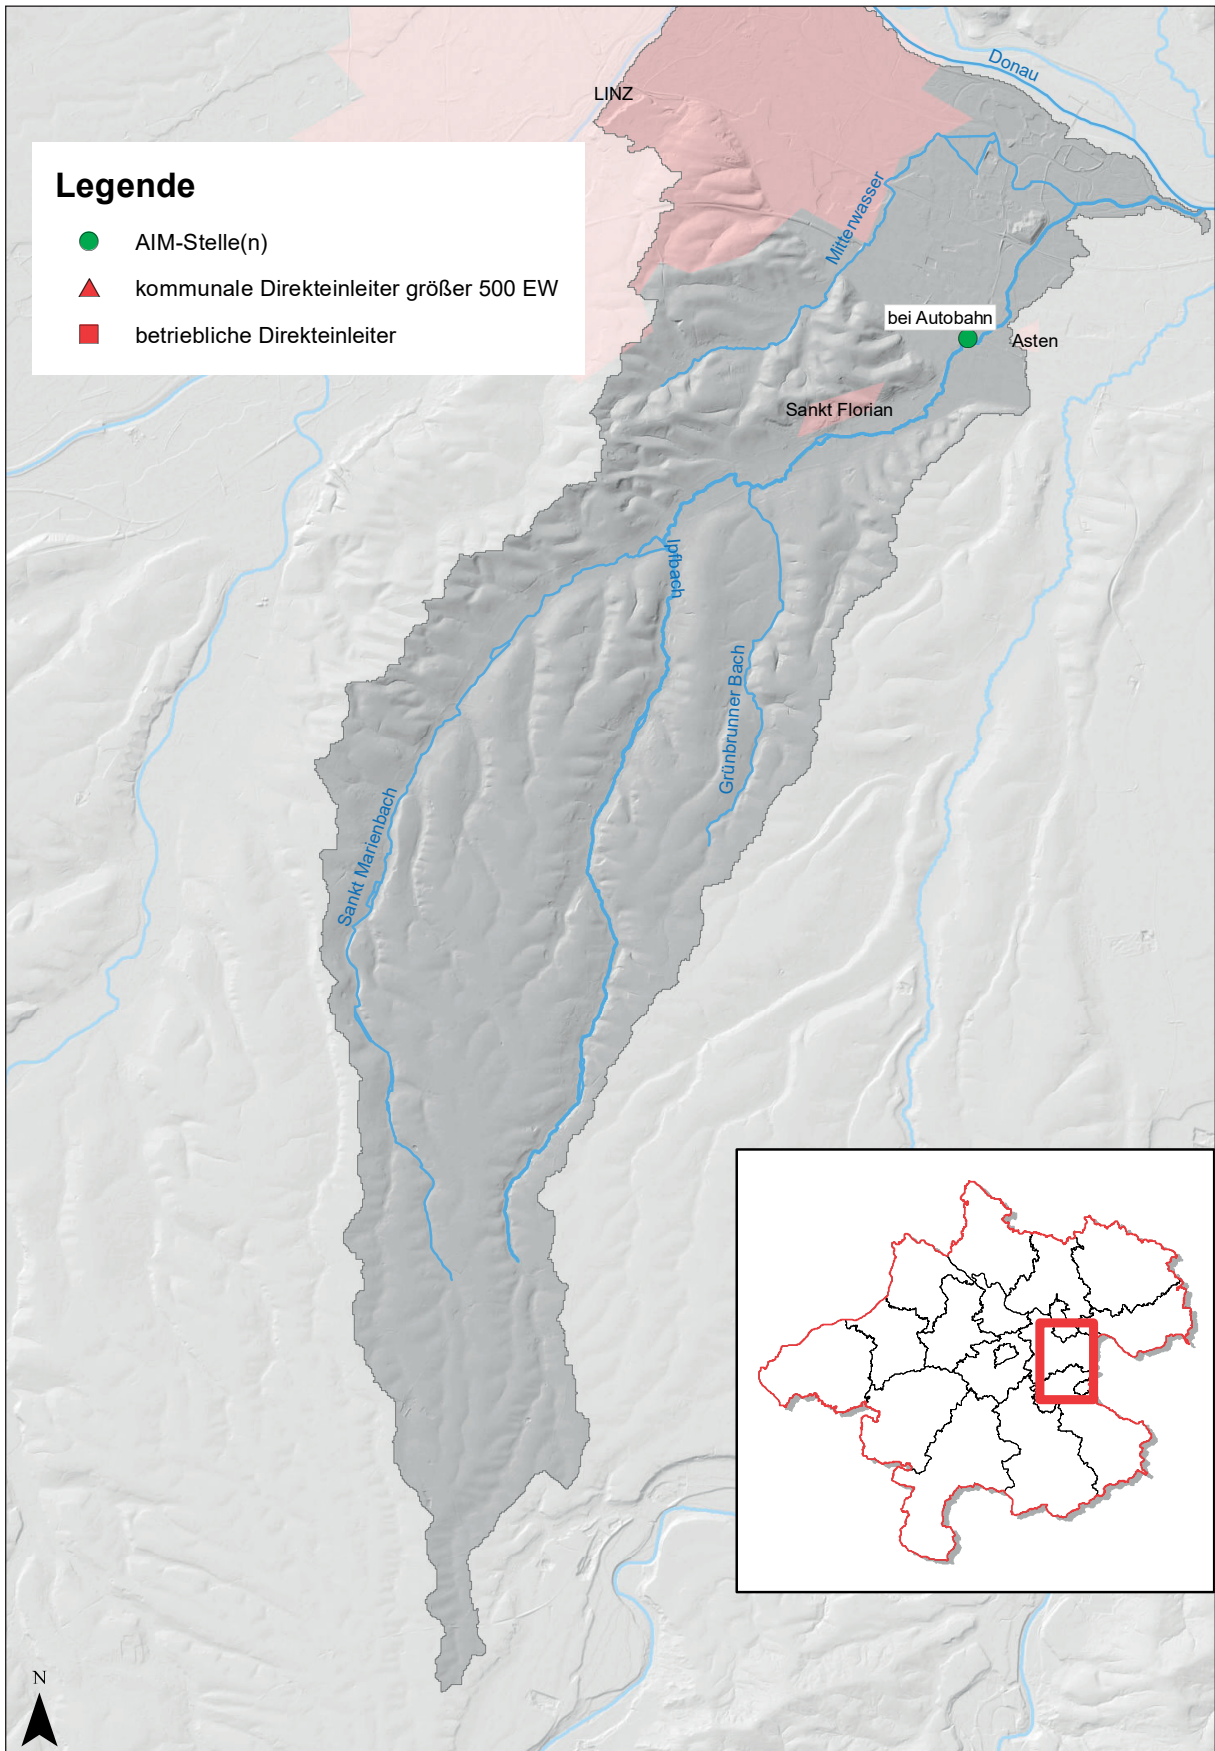 Donau
LINZ
Legende
AIM-Stelle(n)
kommunale Direkteinleiter größer 500 EW
betriebliche Direkteinleiter
Mitterwasser
bei Autobahn
Asten
Sankt Florian
Ipfbach
Grünbrunner Bach
Sankt Marienbach
N